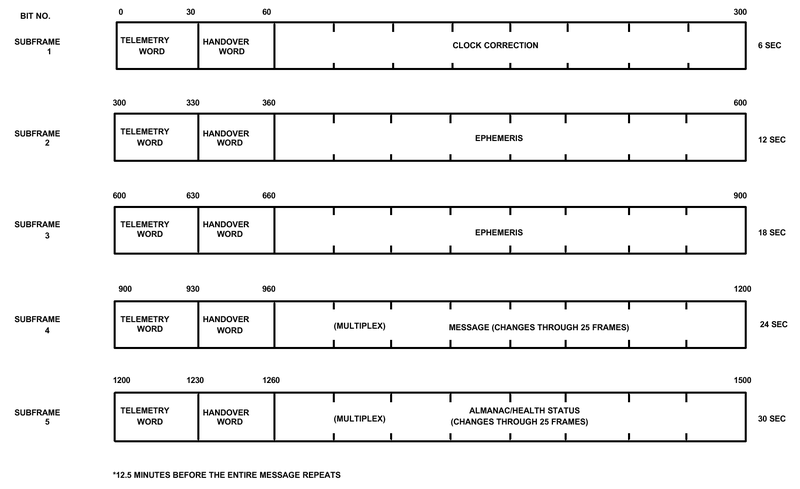 BIT NO. 0 30 60 300
SUBFRAME 1 TELEMETRY WORD HANDOVER WORD CLOCK CORRECTION 6 SEC
300 330 360 600
SUBFRAME 2 TELEMETRY WORD HANDOVER WORD EPHEMERIS 12 SEC
600 630 660 900
SUBFRAME 3 TELEMETRY WORD HANDOVER WORD EPHEMERIS 18 SEC
900 930 960 1200
SUBFRAME 4 TELEMETRY WORD HANDOVER WORD (MULTIPLEX) MESSAGE (CHANGES THROUGH 25 FRAMES) 24 SEC
1200 1230 1260 1500
SUBFRAME 5 TELEMETRY WORD HANDOVER WORD (MULTIPLEX) ALMANAC/HEALTH STATUS (CHANGES THROUGH 25 FRAMES) 30 SEC
*12.5 MINUTES BEFORE THE ENTIRE MESSAGE REPEATS